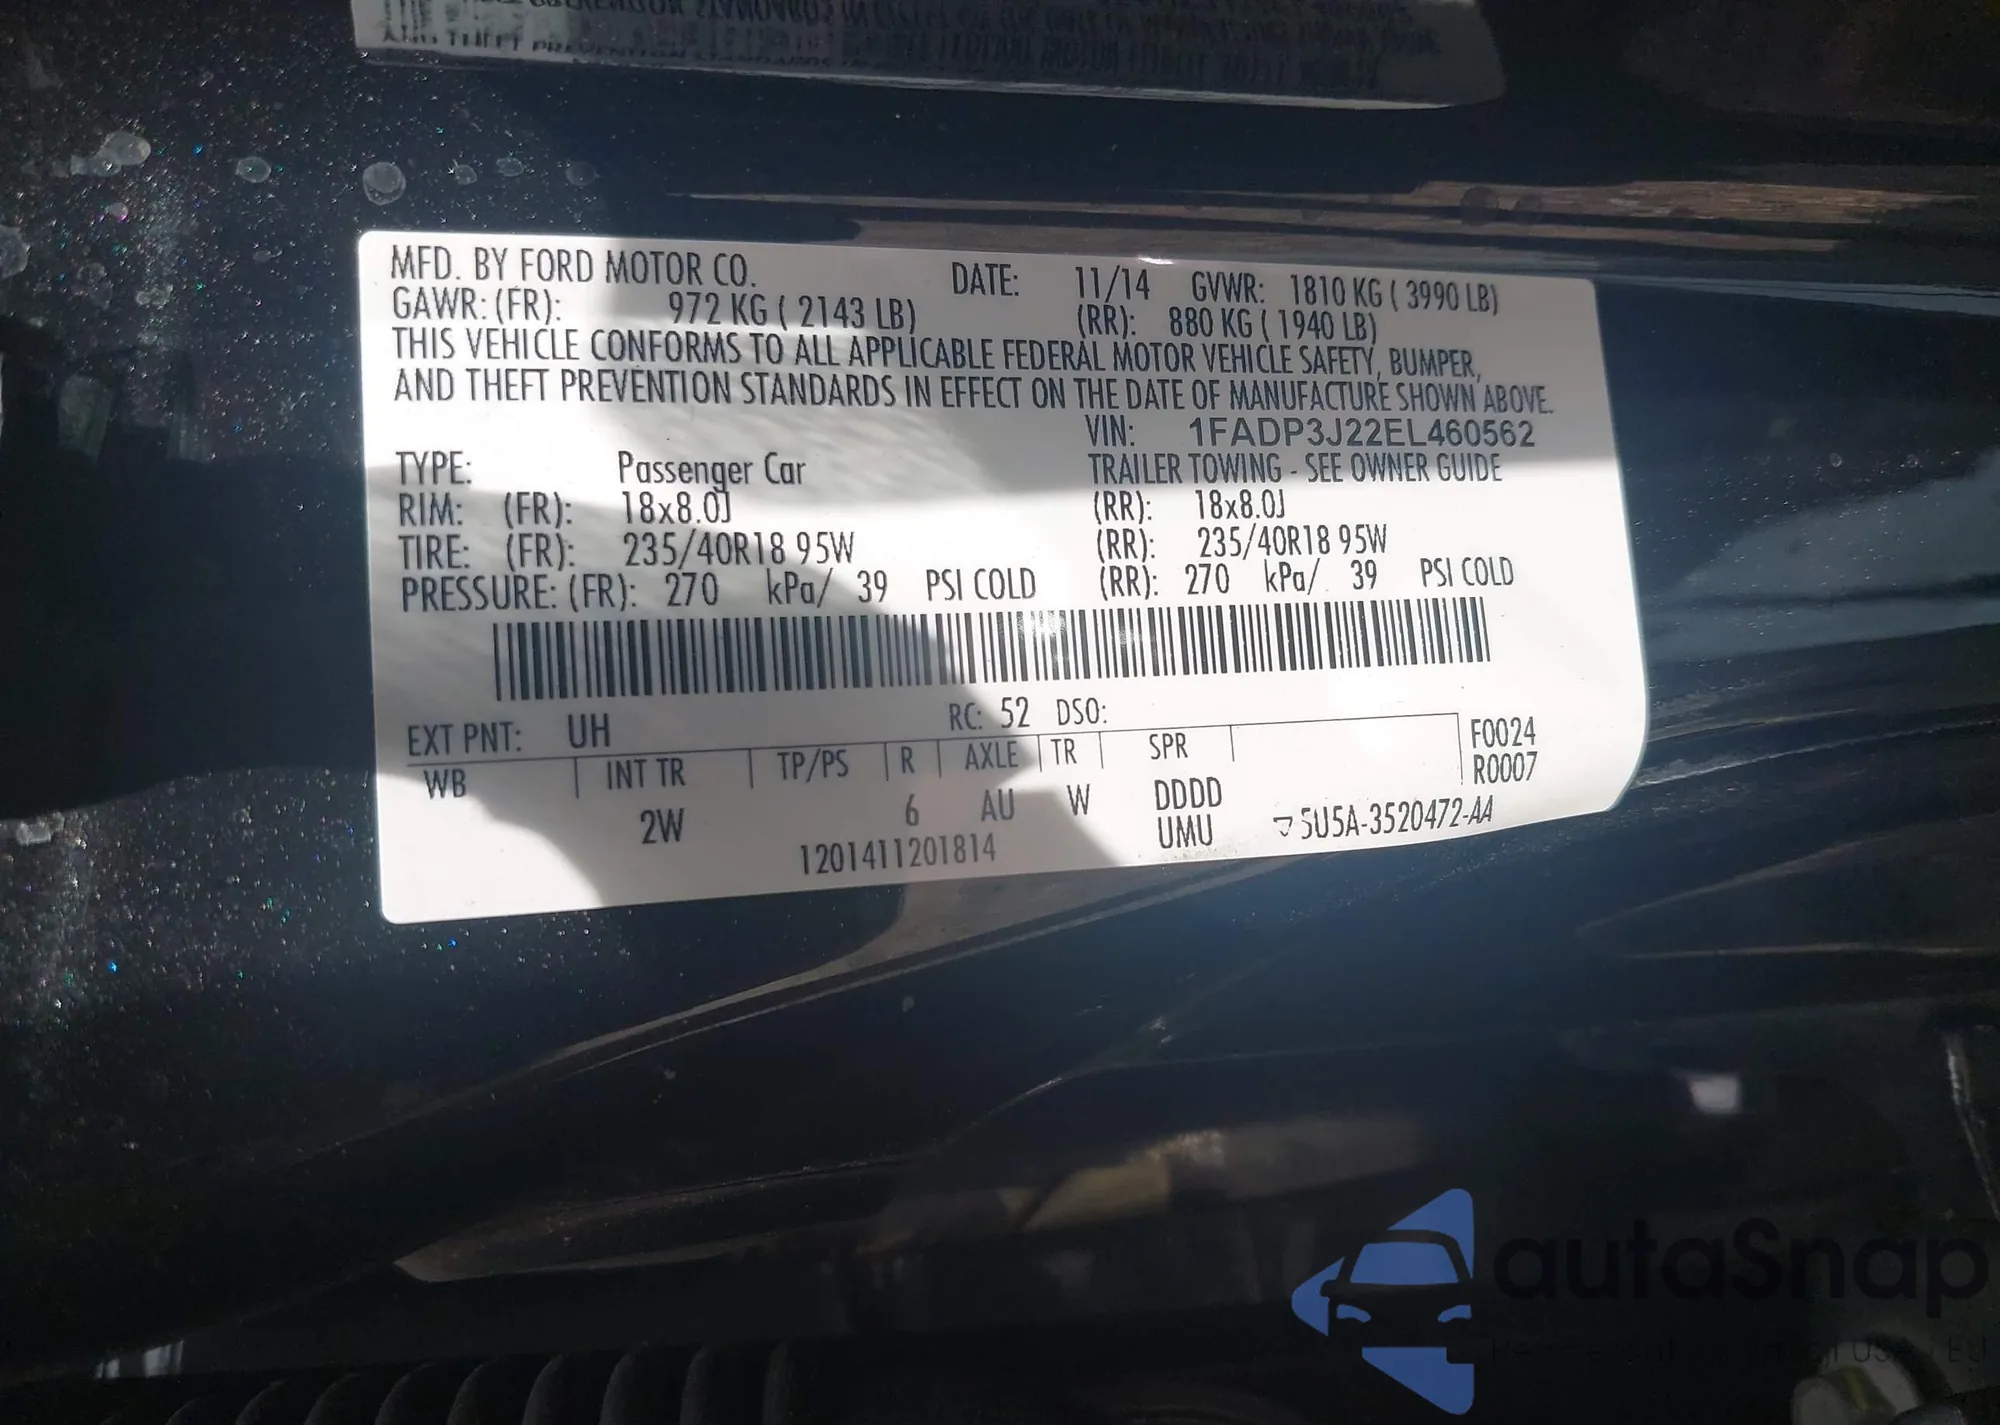 AND THEFT PREVENTION STANDARDS IN
MFD. BY FORD MOTOR CO. DATE: 11/14 GVWR: 1810 KG ( 3990 LB)
GAWR: (FR): 972 KG ( 2143 LB) (RR): 880 KG ( 1940 LB)
THIS VEHICLE CONFORMS TO ALL APPLICABLE FEDERAL MOTOR VEHICLE SAFETY, BUMPER,
AND THEFT PREVENTION STANDARDS IN EFFECT ON THE DATE OF MANUFACTURE SHOWN ABOVE.
VIN: 1FADP3J22EL460562
TYPE: Passenger Car TRAILER TOWING - SEE OWNER GUIDE
RIM: (FR): 18x8.0J (RR): 18x8.0J
TIRE: (FR): 235/40R18 95W (RR): 235/40R18 95W
PRESSURE: (FR): 270 kPa/ 39 PSI COLD (RR): 270 kPa/ 39 PSI COLD
EXT PNT: UH RC: 52 DSO:
WB INT TR TP/PS R AXLE TR SPR F0024
R0007
2W 6 AU W DDDD
UMU 5U5A-3520472-AA
1201411201814
autoSnap